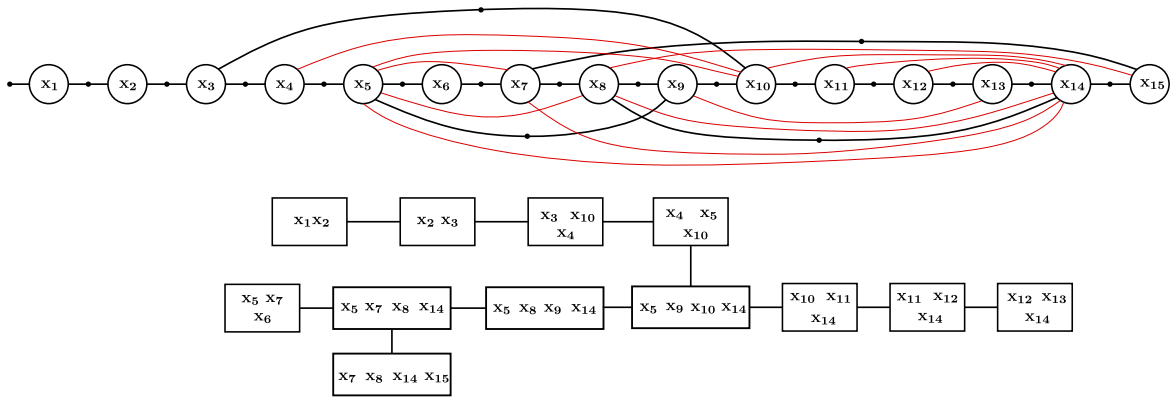 x₁ x₂ x₃ x₄ x₅ x₆ x₇ x₈ x₉ x₁₀ x₁₁ x₁₂ x₁₃ x₁₄ x₁₅
x₁x₂
x₂ x₃
x₃ x₁₀
x₄
x₄ x₅
x₁₀
x₅ x₇
x₆
x₅ x₇ x₈ x₁₄
x₅ x₈ x₉ x₁₄
x₅ x₉ x₁₀ x₁₄
x₁₀ x₁₁
x₁₄
x₁₁ x₁₂
x₁₄
x₁₂ x₁₃
x₁₄
x₇ x₈ x₁₄ x₁₅